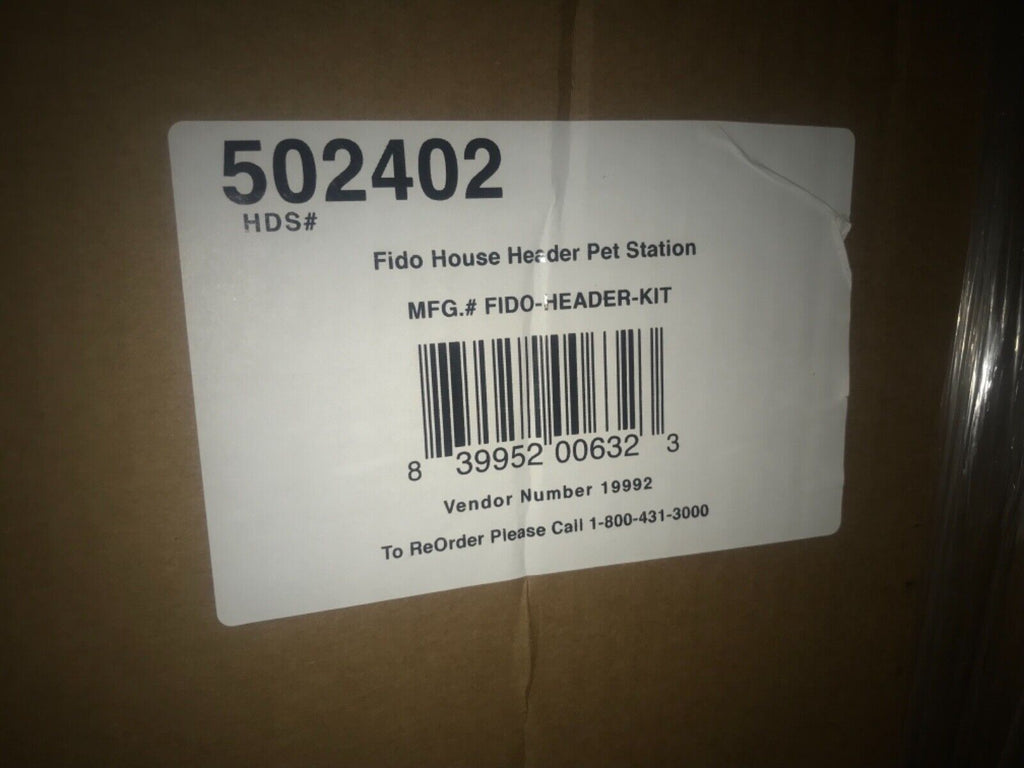 502402
HDS#
Fido House Header Pet Station
MFG.# FIDO-HEADER-KIT
8 39952 00632 3
Vendor Number 19992
To ReOrder Please Call 1-800-431-3000